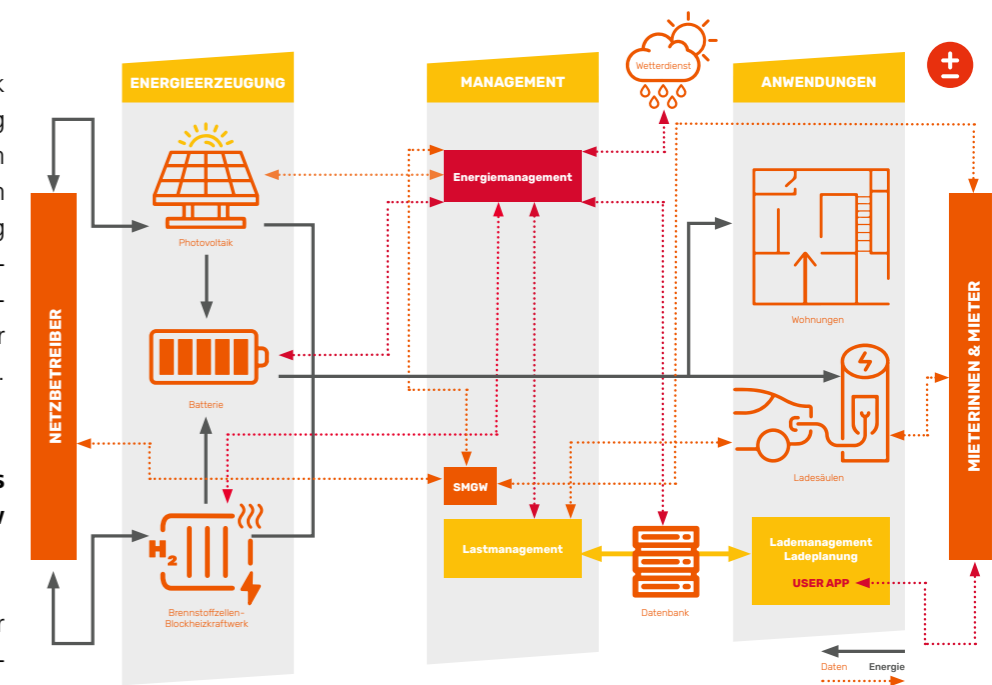 k
g
n
n
g
–
–
r
.
s
v
r
–
ENERGIEERZEUGUNG
MANAGEMENT
ANWENDUNGEN
Wetterdienst
±
Energiemanagement
Photovoltaik
NETZBETREIBER
Batterie
SMGW
Lastmanagement
H2
Brennstoffzellen-
Blockheizkraftwerk
Datenbank
Wohnungen
Ladesäulen
Lademanagement
Ladeplanung
USER APP
MIETERINNEN & MIETER
Daten
Energie